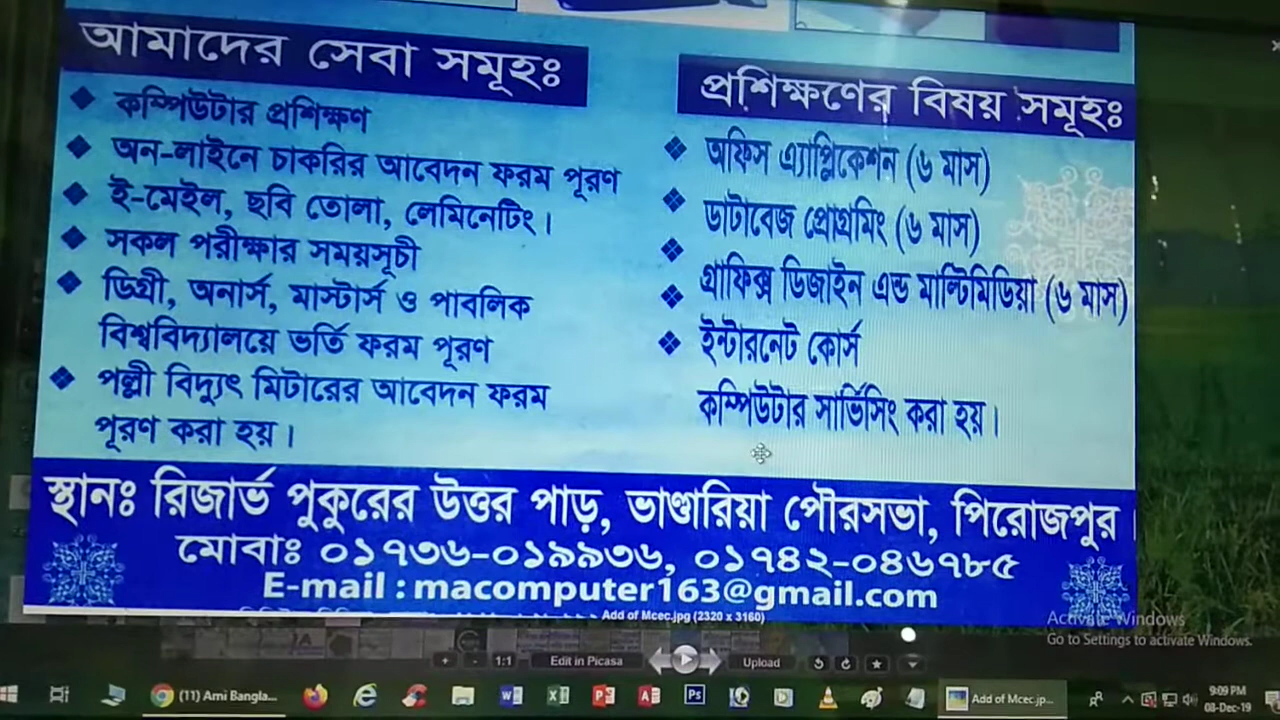 আমাদের সেবা সমূহঃ
কম্পিউটার প্রশিক্ষণ
অন-লাইনে চাকরির আবেদন ফরম পূরণ
ই-মেইল, ছবি তোলা, লেমিনেটিং।
সকল পরীক্ষার সময়সূচী
ডিগ্রী, অনার্স, মাস্টার্স ও পাবলিক
বিশ্ববিদ্যালয়ে ভর্তি ফরম পূরণ
পল্লী বিদ্যুৎ মিটারের আবেদন ফরম
পূরণ করা হয়।
প্রশিক্ষণের বিষয় সমূহঃ
অফিস এ্যাপ্লিকেশন (৬ মাস)
ডাটাবেজ প্রোগ্রমিং (৬ মাস)
গ্রাফিক্স ডিজাইন এন্ড মাল্টিমিডিয়া (৬ মাস)
ইন্টারনেট কোর্স
কম্পিউটার সার্ভিসিং করা হয়।
স্থানঃ রিজার্ভ পুকুরের উত্তর পাড়, ভাণ্ডারিয়া পৌরসভা, পিরোজপুর।
মোবাঃ ০১৭৩৬-০১৯৯৩৬, ০১৭৪২-০৪৬৭৮৫
E-mail : macomputer163@gmail.com
Add of Mcec.jpg (2320 x 3160)
Activate Windows
Go to Settings to activate Windows.
1:1 Edit in Picasa Upload
(11) Ami Bangla... Add of Mcec.jp...
9:09 PM
08-Dec-19